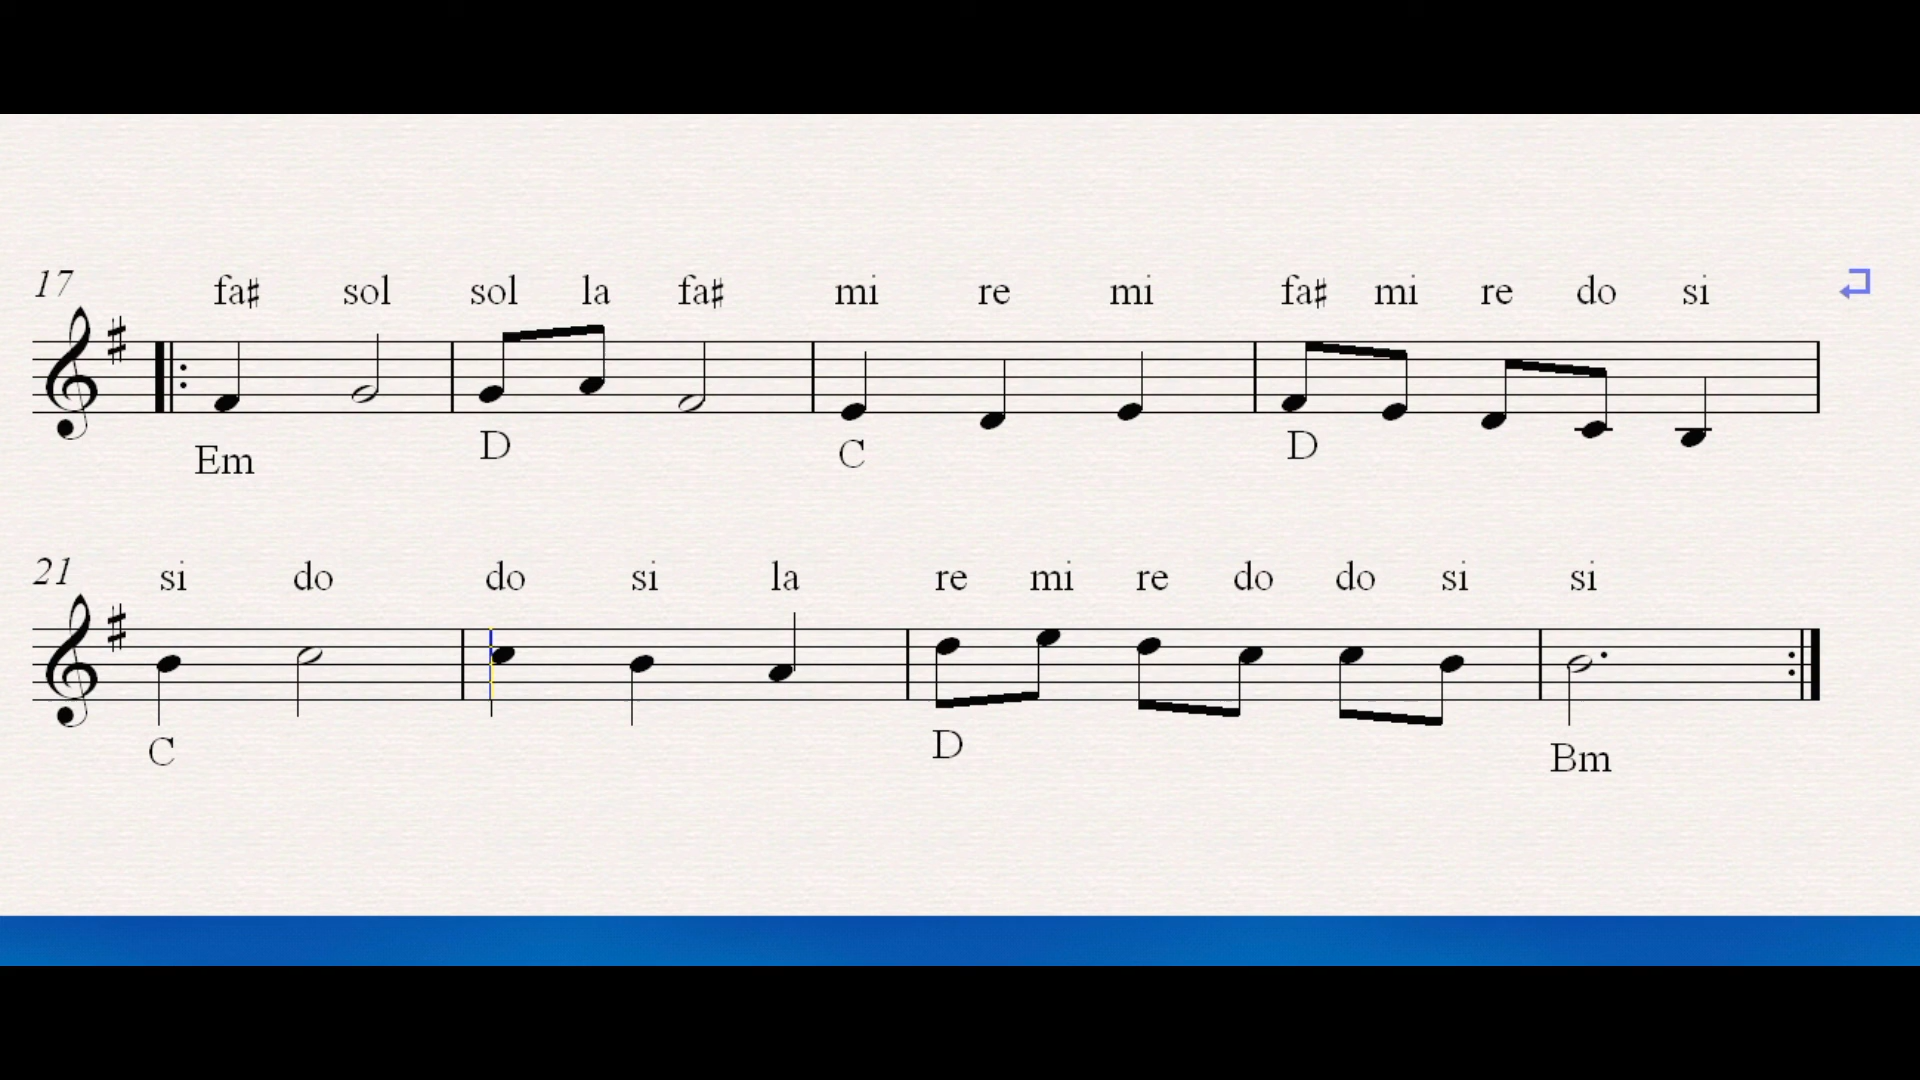 17 fa♯ sol sol la fa♯ mi re mi fa♯ mi re do si
Em D C D
21 si do do si la re mi re do do si si
C D Bm